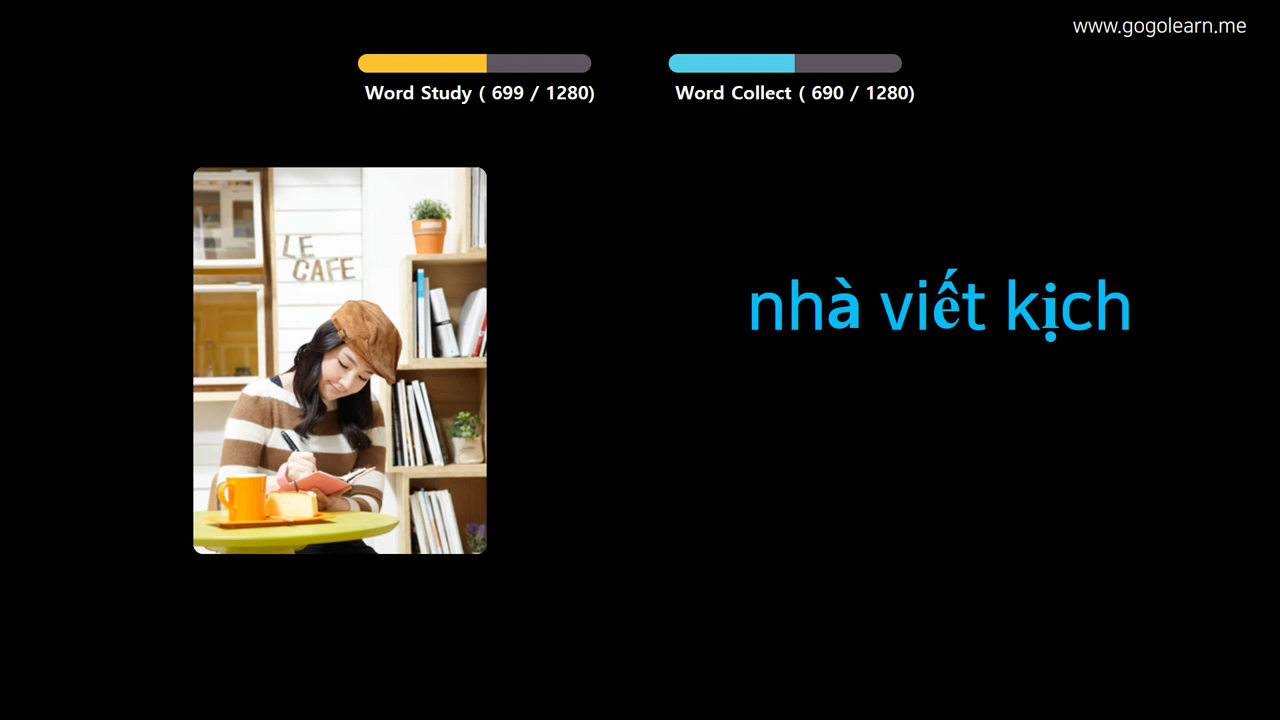 www.gogolearn.me
Word Study ( 699 / 1280)
Word Collect ( 690 / 1280)
LE
CAFE
nhà viết kịch